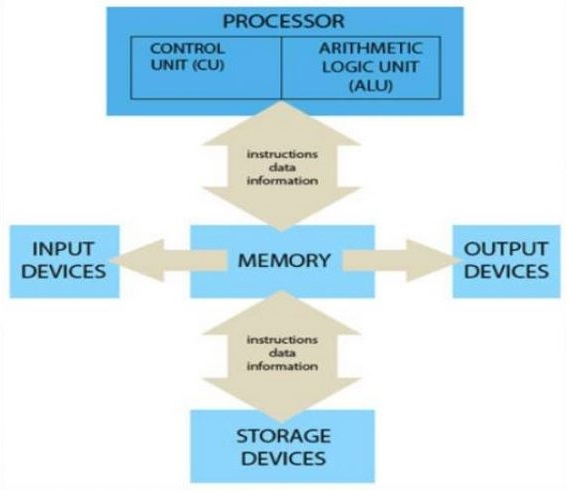 PROCESSOR
CONTROL
UNIT (CU)
ARITHMETIC
LOGIC UNIT
(ALU)
instructions
data
information
INPUT
DEVICES
MEMORY
OUTPUT
DEVICES
instructions
data
information
STORAGE
DEVICES